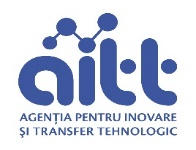 aitt
AGENȚIA PENTRU INOVARE
ȘI TRANSFER TEHNOLOGIC